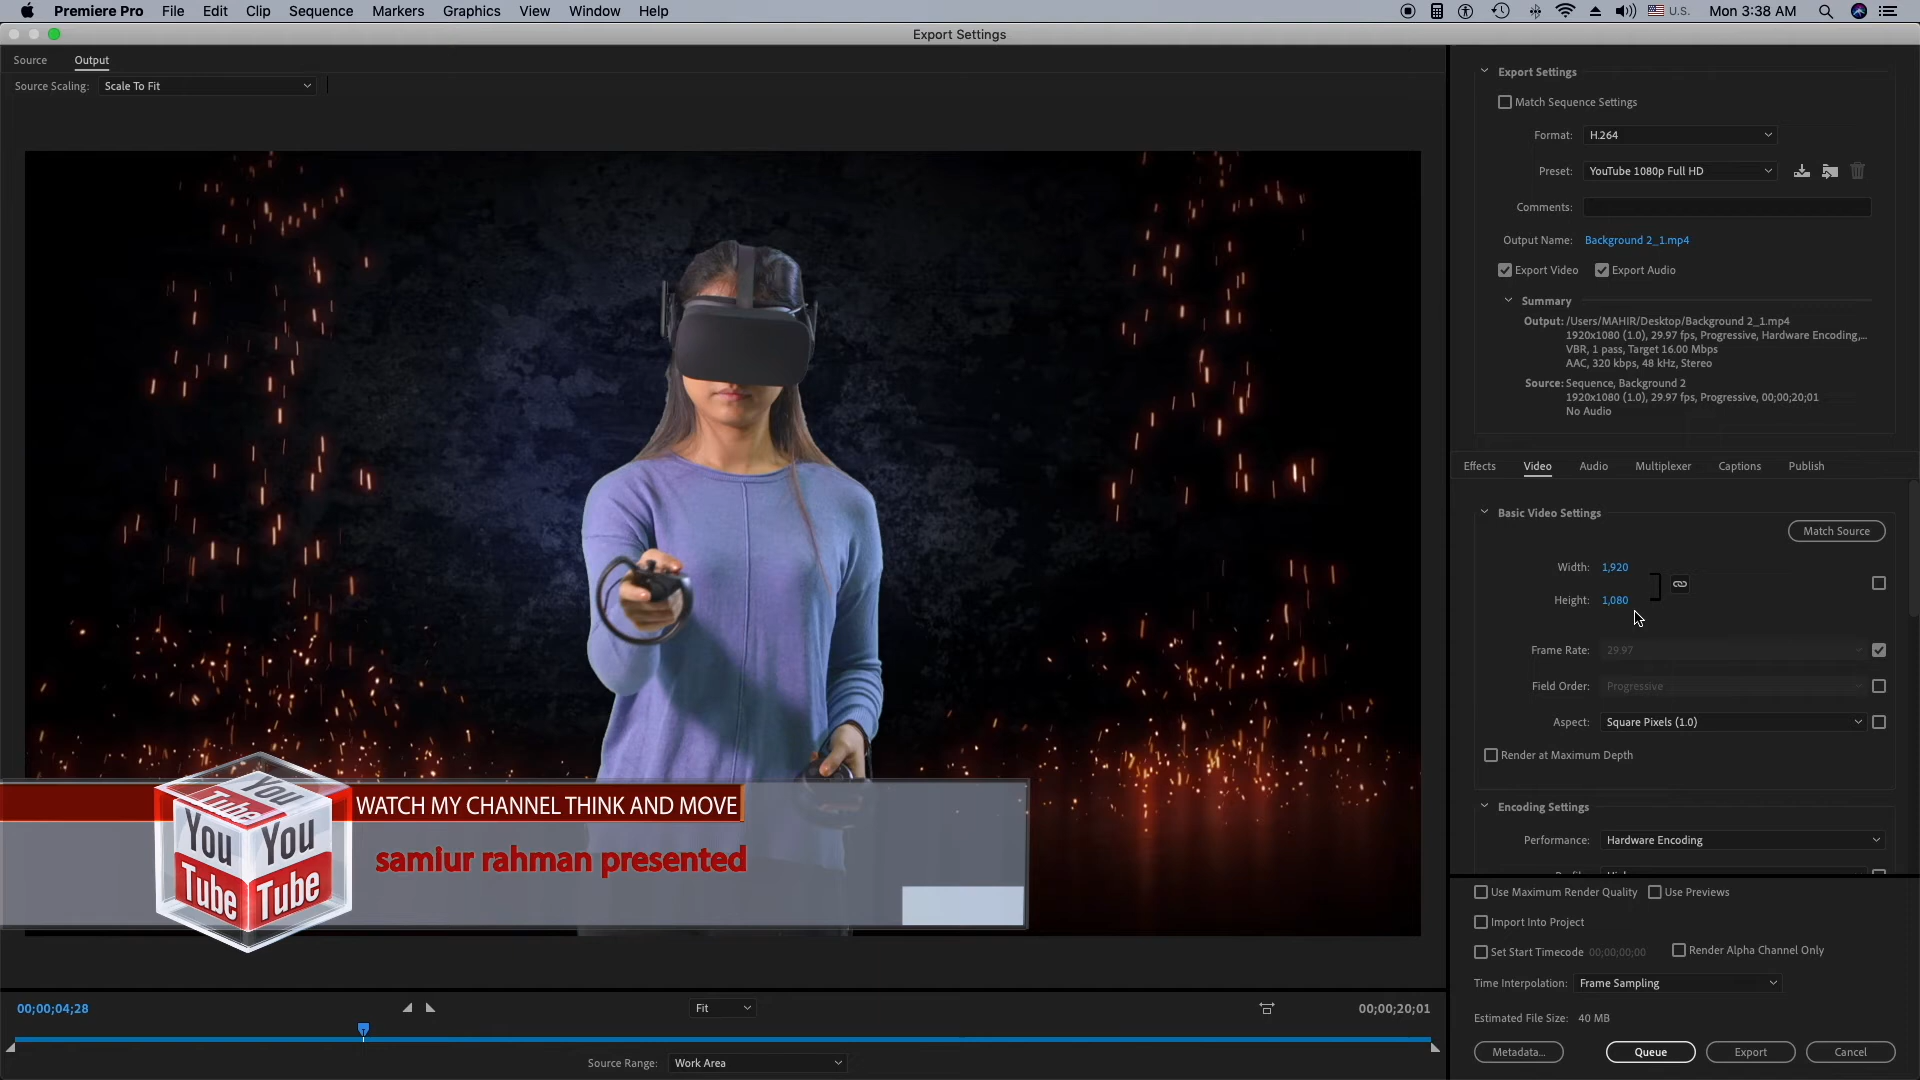 Premiere Pro File Edit Clip Sequence Markers Graphics View Window Help U.S. Mon 3:38 AM
Export Settings
Source Output
Source Scaling: Scale To Fit
WATCH MY CHANNEL THINK AND MOVE
samiur rahman presented
You
Tube
You
Tube
You
Tube
00;00;04;28 Fit 00;00;20;01
Source Range: Work Area
Export Settings
Match Sequence Settings
Format: H.264
Preset: YouTube 1080p Full HD
Comments:
Output Name: Background 2_1.mp4
Export Video Export Audio
Summary
Output: /Users/MAHIR/Desktop/Background 2_1.mp4
1920x1080 (1.0), 29.97 fps, Progressive, Hardware Encoding,...
VBR, 1 pass, Target 16.00 Mbps
AAC, 320 kbps, 48 kHz, Stereo
Source: Sequence, Background 2
1920x1080 (1.0), 29.97 fps, Progressive, 00;00;20;01
No Audio
Effects Video Audio Multiplexer Captions Publish
Basic Video Settings
Match Source
Width: 1,920
Height: 1,080
Frame Rate: 29.97
Field Order: Progressive
Aspect: Square Pixels (1.0)
Render at Maximum Depth
Encoding Settings
Performance: Hardware Encoding
Use Maximum Render Quality Use Previews
Import Into Project
Set Start Timecode 00;00;00;00 Render Alpha Channel Only
Time Interpolation: Frame Sampling
Estimated File Size: 40 MB
Metadata... Queue Export Cancel